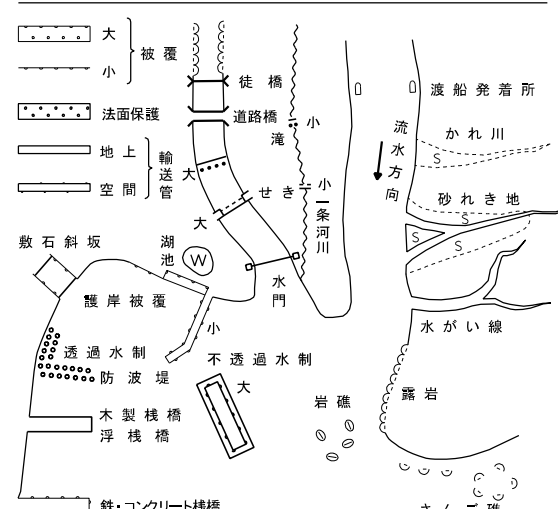 大
小
被覆
法面保護
地上
空間
輸送管
徒橋
道路橋
大
滝
小
せき
小
大
一条河川
渡船発着所
かれ川
流水方向
S
砂れき地
S
S
S
敷石斜坂
湖池
W
水門
護岸被覆
小
水がい線
透過水制
不透過水制
防波堤
大
木製桟橋
浮桟橋
岩礁
露岩
鉄・コンクリート桟橋
さんご礁